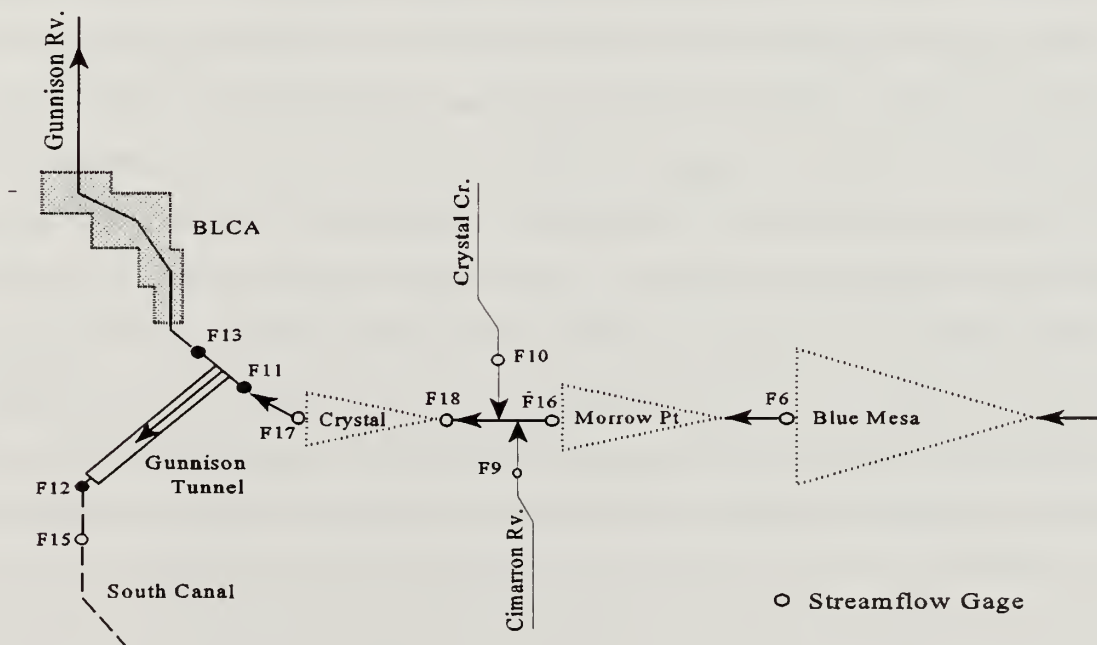 Gunnison Rv.
BLCA
Crystal Cr.
F13
F10
F11
F18
F16
F6
F17
Crystal
Morrow Pt
Blue Mesa
F9
Gunnison
Tunnel
F12
F15
Cimarron Rv.
South Canal
Streamflow Gage